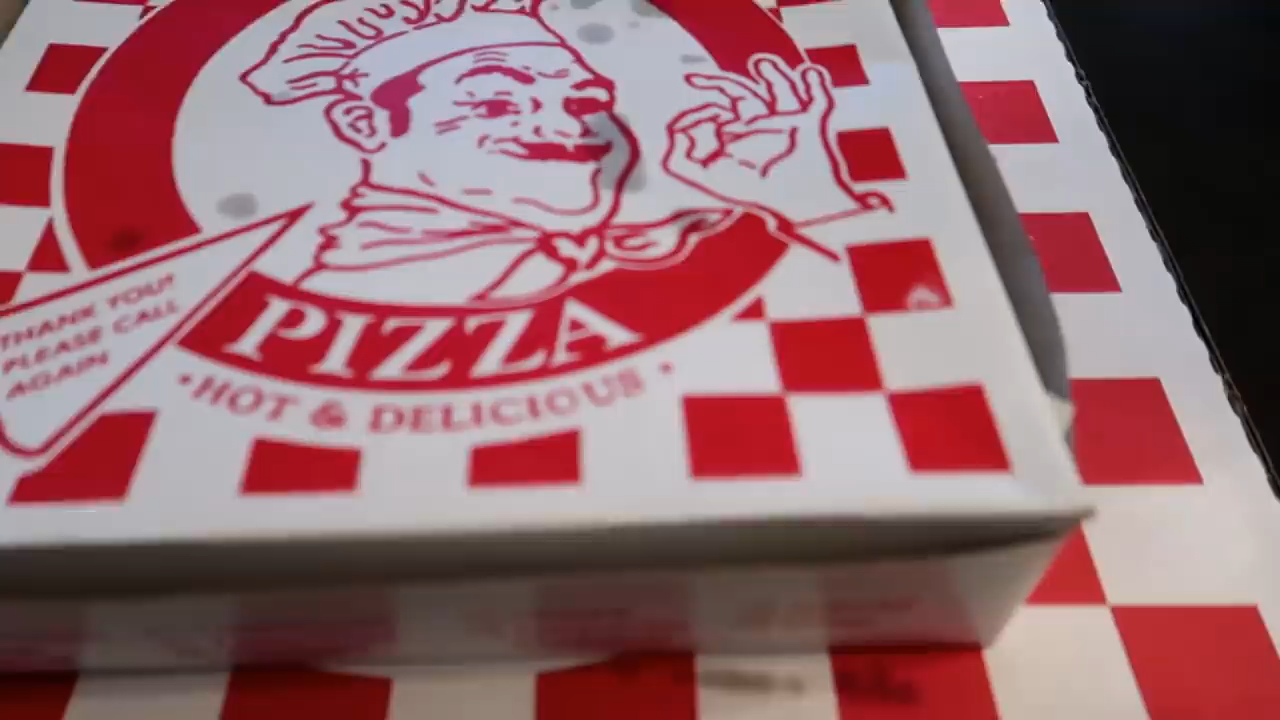 THANK YOU!
PLEASE CALL
AGAIN
PIZZA
• HOT & DELICIOUS •